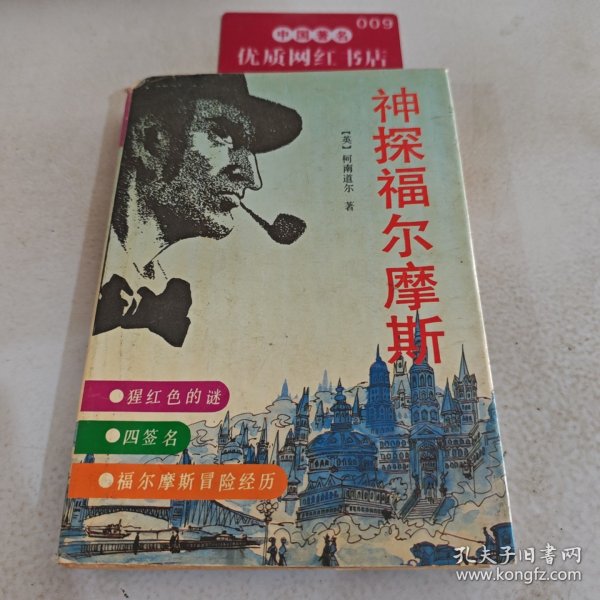 009
中国著名
优质网红书店
神探福尔摩斯
【英】柯南道尔 著
●猩红色的谜
●四签名
●福尔摩斯冒险经历
孔夫子旧书网
www.kongfz.com